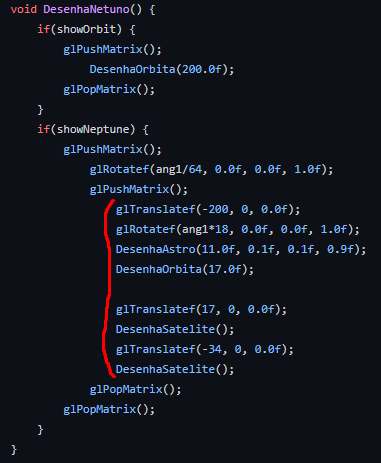 void DesenhaNetuno() {
    if(showOrbit) {
        glPushMatrix();
            DesenhaOrbita(200.0f);
        glPopMatrix();
    }
    if(showNeptune) {
        glPushMatrix();
            glRotatef(ang1/64, 0.0f, 0.0f, 1.0f);
            glPushMatrix();
                glTranslatef(-200, 0, 0.0f);
                glRotatef(ang1*18, 0.0f, 0.0f, 1.0f);
                DesenhaAstro(11.0f, 0.1f, 0.1f, 0.9f);
                DesenhaOrbita(17.0f);

                glTranslatef(17, 0, 0.0f);
                DesenhaSatelite();
                glTranslatef(-34, 0, 0.0f);
                DesenhaSatelite();
            glPopMatrix();
        glPopMatrix();
    }
}